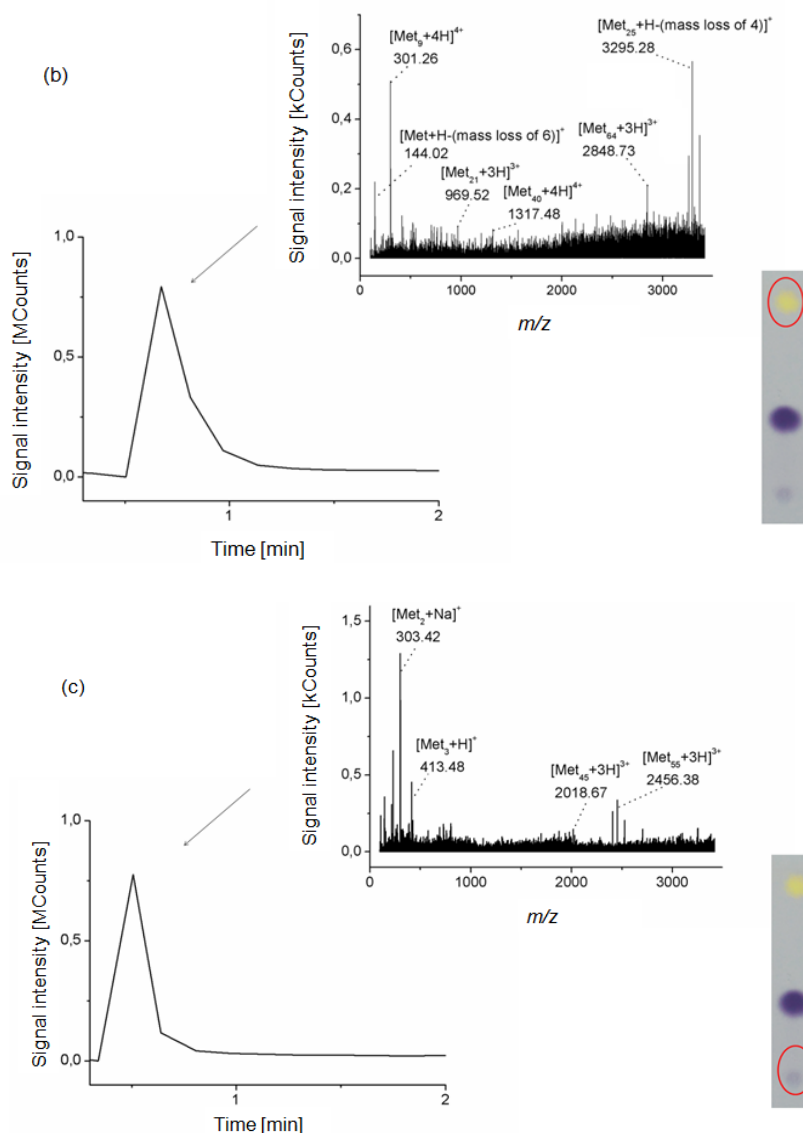 (b)
Signal intensity [kCounts]
0,6
0,4
0,2
0,0
[Met₉+4H]⁴⁺
301.26
[Met₂₅+H-(mass loss of 4)]⁺
3295.28
[Met+H-(mass loss of 6)]⁺
144.02
[Met₆₄+3H]³⁺
2848.73
[Met₂₁+3H]³⁺
969.52
[Met₄₀+4H]⁴⁺
1317.48
0 1000 2000 3000
m/z
Signal intensity [MCounts]
1,0
0,5
0,0
1 2
Time [min]
(c)
Signal intensity [kCounts]
1,5
1,0
0,5
0,0
[Met₂+Na]⁺
303.42
[Met₃+H]⁺
413.48
[Met₄₅+3H]³⁺
2018.67
[Met₅₅+3H]³⁺
2456.38
0 1000 2000 3000
m/z
Signal intensity [MCounts]
1,0
0,5
0,0
1 2
Time [min]